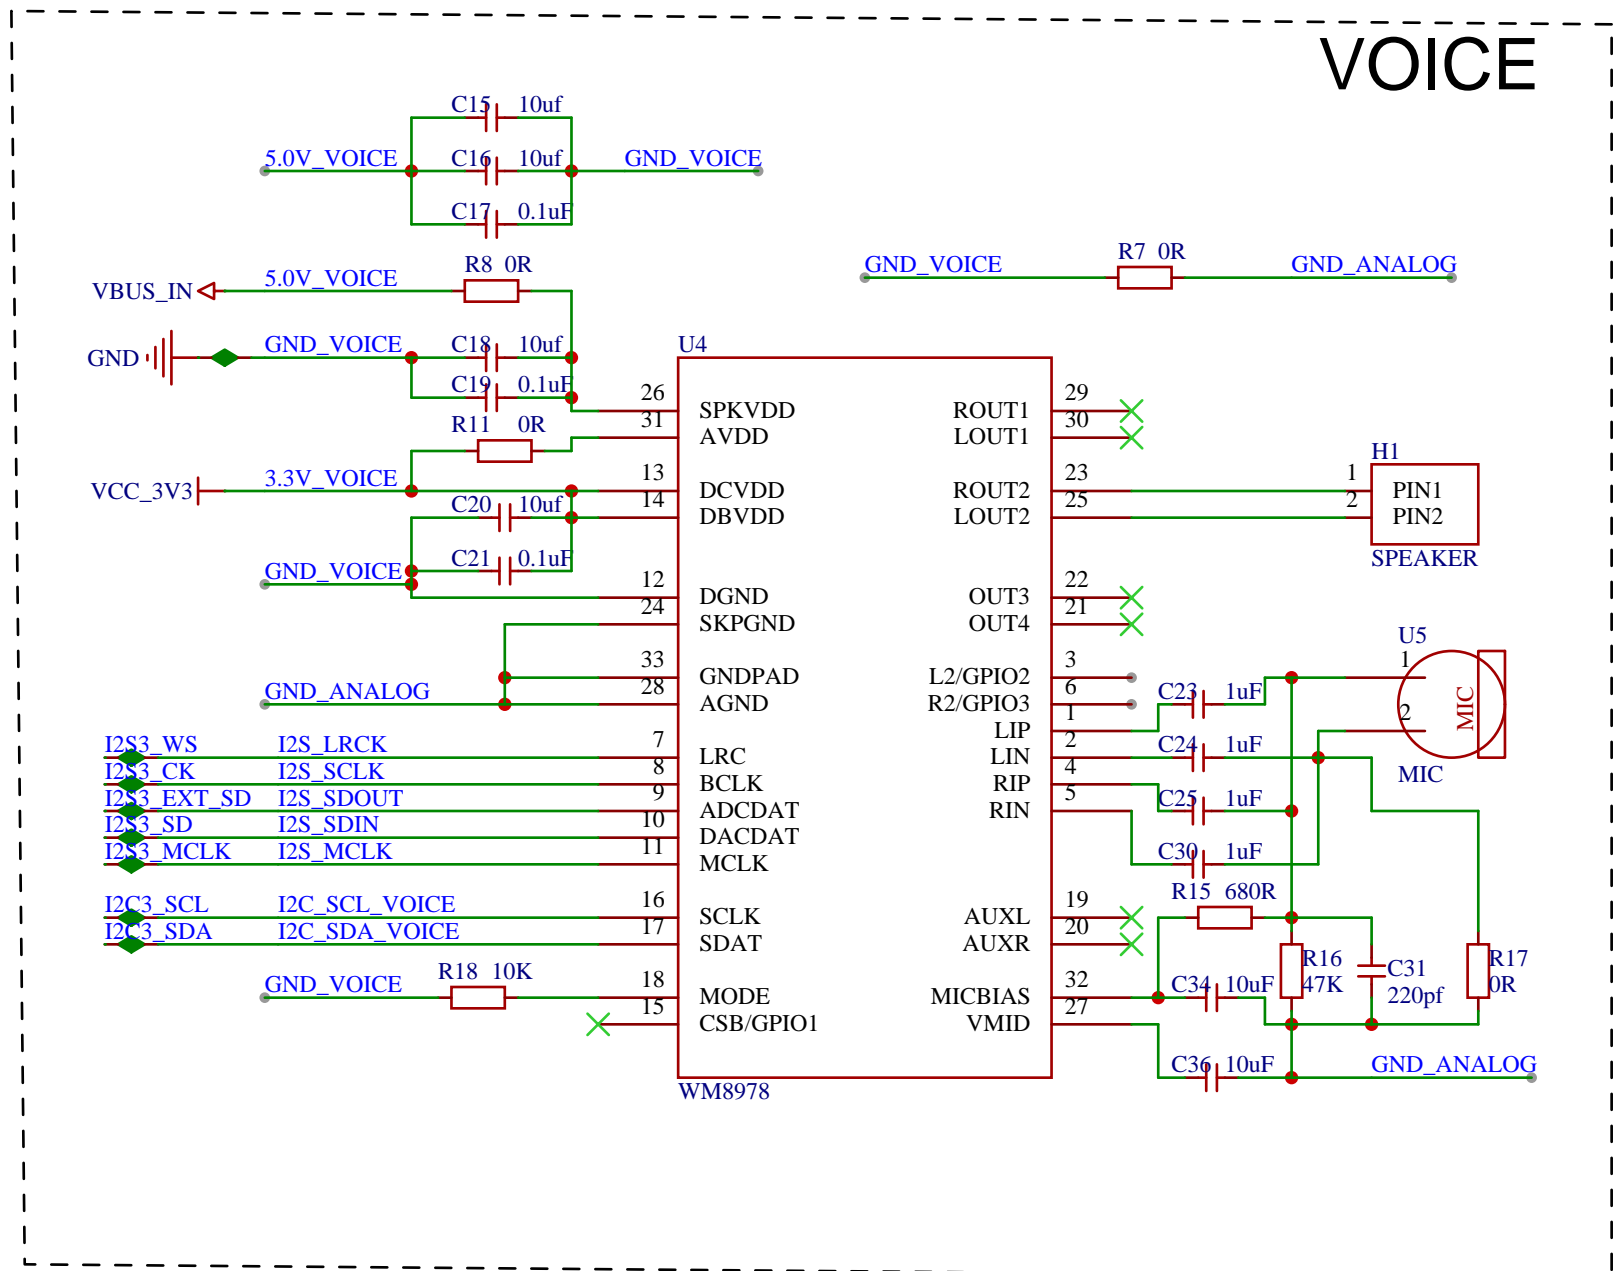 VOICE
C15 10uf
5.0V_VOICE C16 10uf GND_VOICE
C17 0.1uF
GND_VOICE R7 0R GND_ANALOG
VBUS_IN 5.0V_VOICE R8 0R
GND GND_VOICE C18 10uf
C19 0.1uF
R11 0R
VCC_3V3 3.3V_VOICE
C20 10uf
C21 0.1uF
GND_VOICE
GND_ANALOG
U4
26 SPKVDD ROUT1 29
31 AVDD LOUT1 30
13 DCVDD ROUT2 23
14 DBVDD LOUT2 25
12 DGND OUT3 22
24 SKPGND OUT4 21
33 GNDPAD L2/GPIO2 3
28 AGND R2/GPIO3 6
LIP 1
I2S3_WS I2S_LRCK 7 LRC LIN 2
I2S3_CK I2S_SCLK 8 BCLK RIP 4
I2S3_EXT_SD I2S_SDOUT 9 ADCDAT RIN 5
I2S3_SD I2S_SDIN 10 DACDAT
I2S3_MCLK I2S_MCLK 11 MCLK
I2C3_SCL I2C_SCL_VOICE 16 SCLK AUXL 19
I2C3_SDA I2C_SDA_VOICE 17 SDAT AUXR 20
GND_VOICE R18 10K 18 MODE MICBIAS 32
15 CSB/GPIO1 VMID 27
WM8978
H1
1 PIN1
2 PIN2
SPEAKER
U5
1
2
MIC
MIC
C23 1uF
C24 1uF
C25 1uF
C30 1uF
R15 680R
R16 47K
C31 220pf
R17 0R
C34 10uF
C36 10uF GND_ANALOG